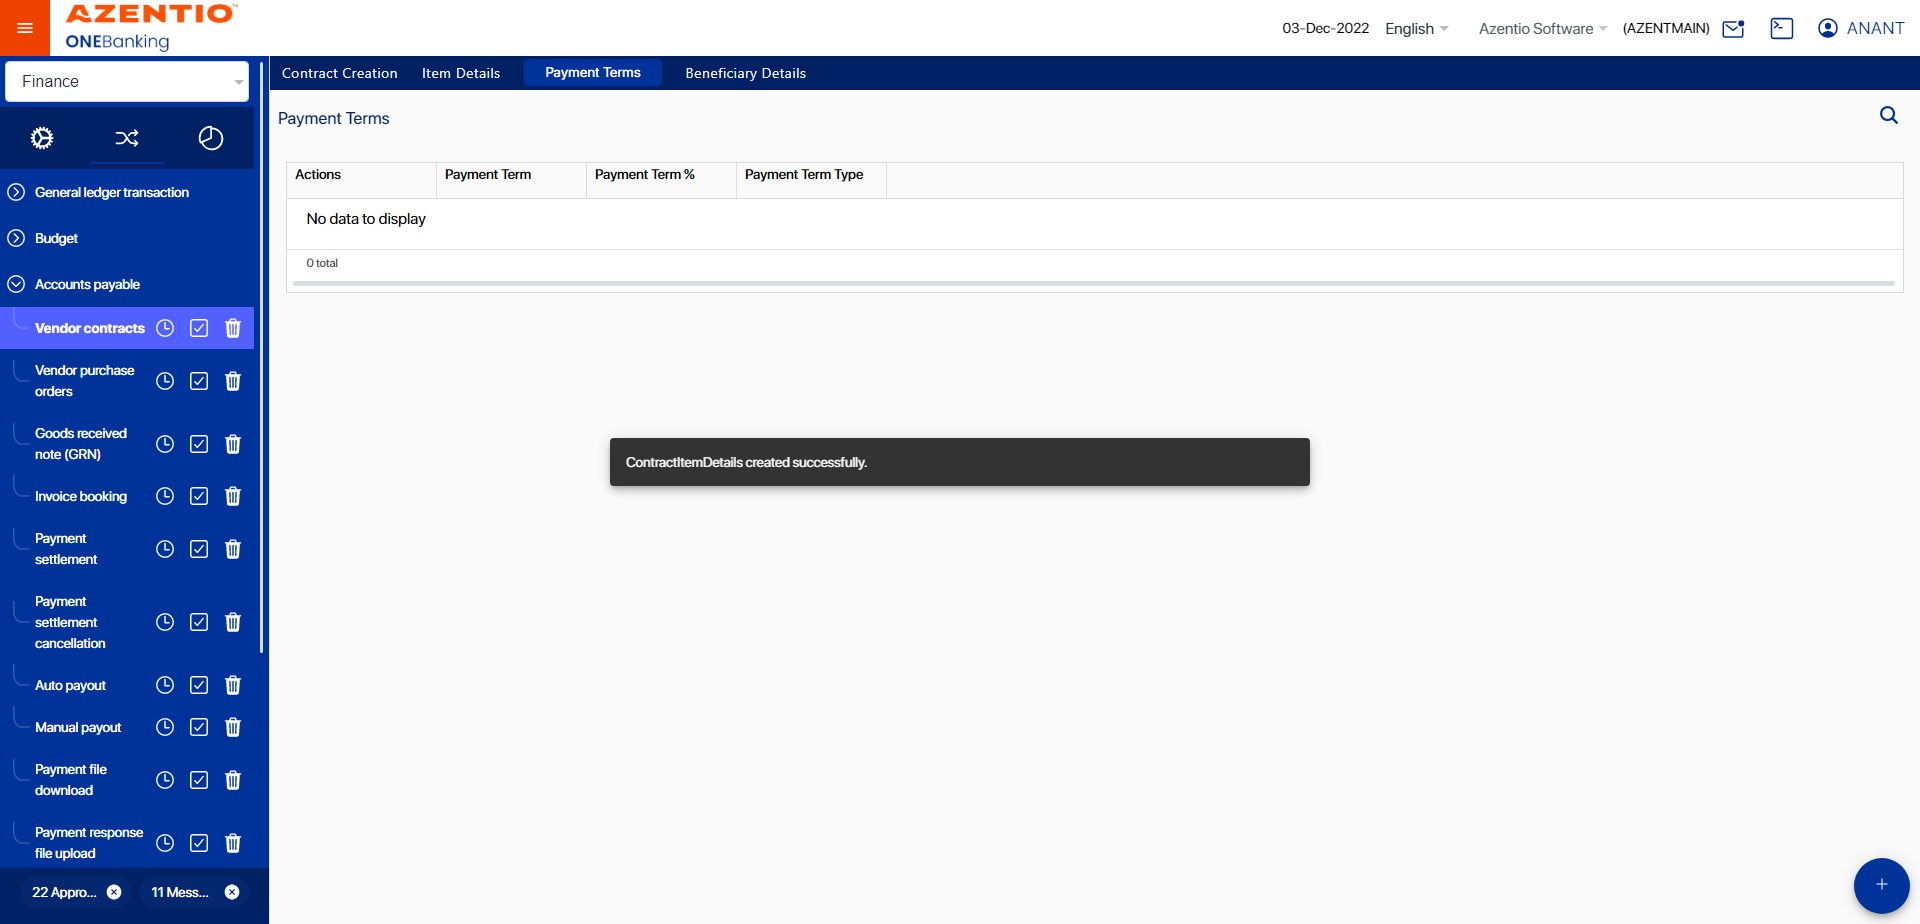 AZENTIO™
ONEBanking
03-Dec-2022
English
Azentio Software
(AZENTMAIN)
ANANT
Finance
Contract Creation
Item Details
Payment Terms
Beneficiary Details
Payment Terms
Actions
Payment Term
Payment Term %
Payment Term Type
No data to display
0 total
General ledger transaction
Budget
Accounts payable
Vendor contracts
Vendor purchase
orders
Goods received
note (GRN)
Invoice booking
Payment
settlement
Payment
settlement
cancellation
Auto payout
Manual payout
Payment file
download
Payment response
file upload
22 Appro...
11 Mess...
ContractItemDetails created successfully.